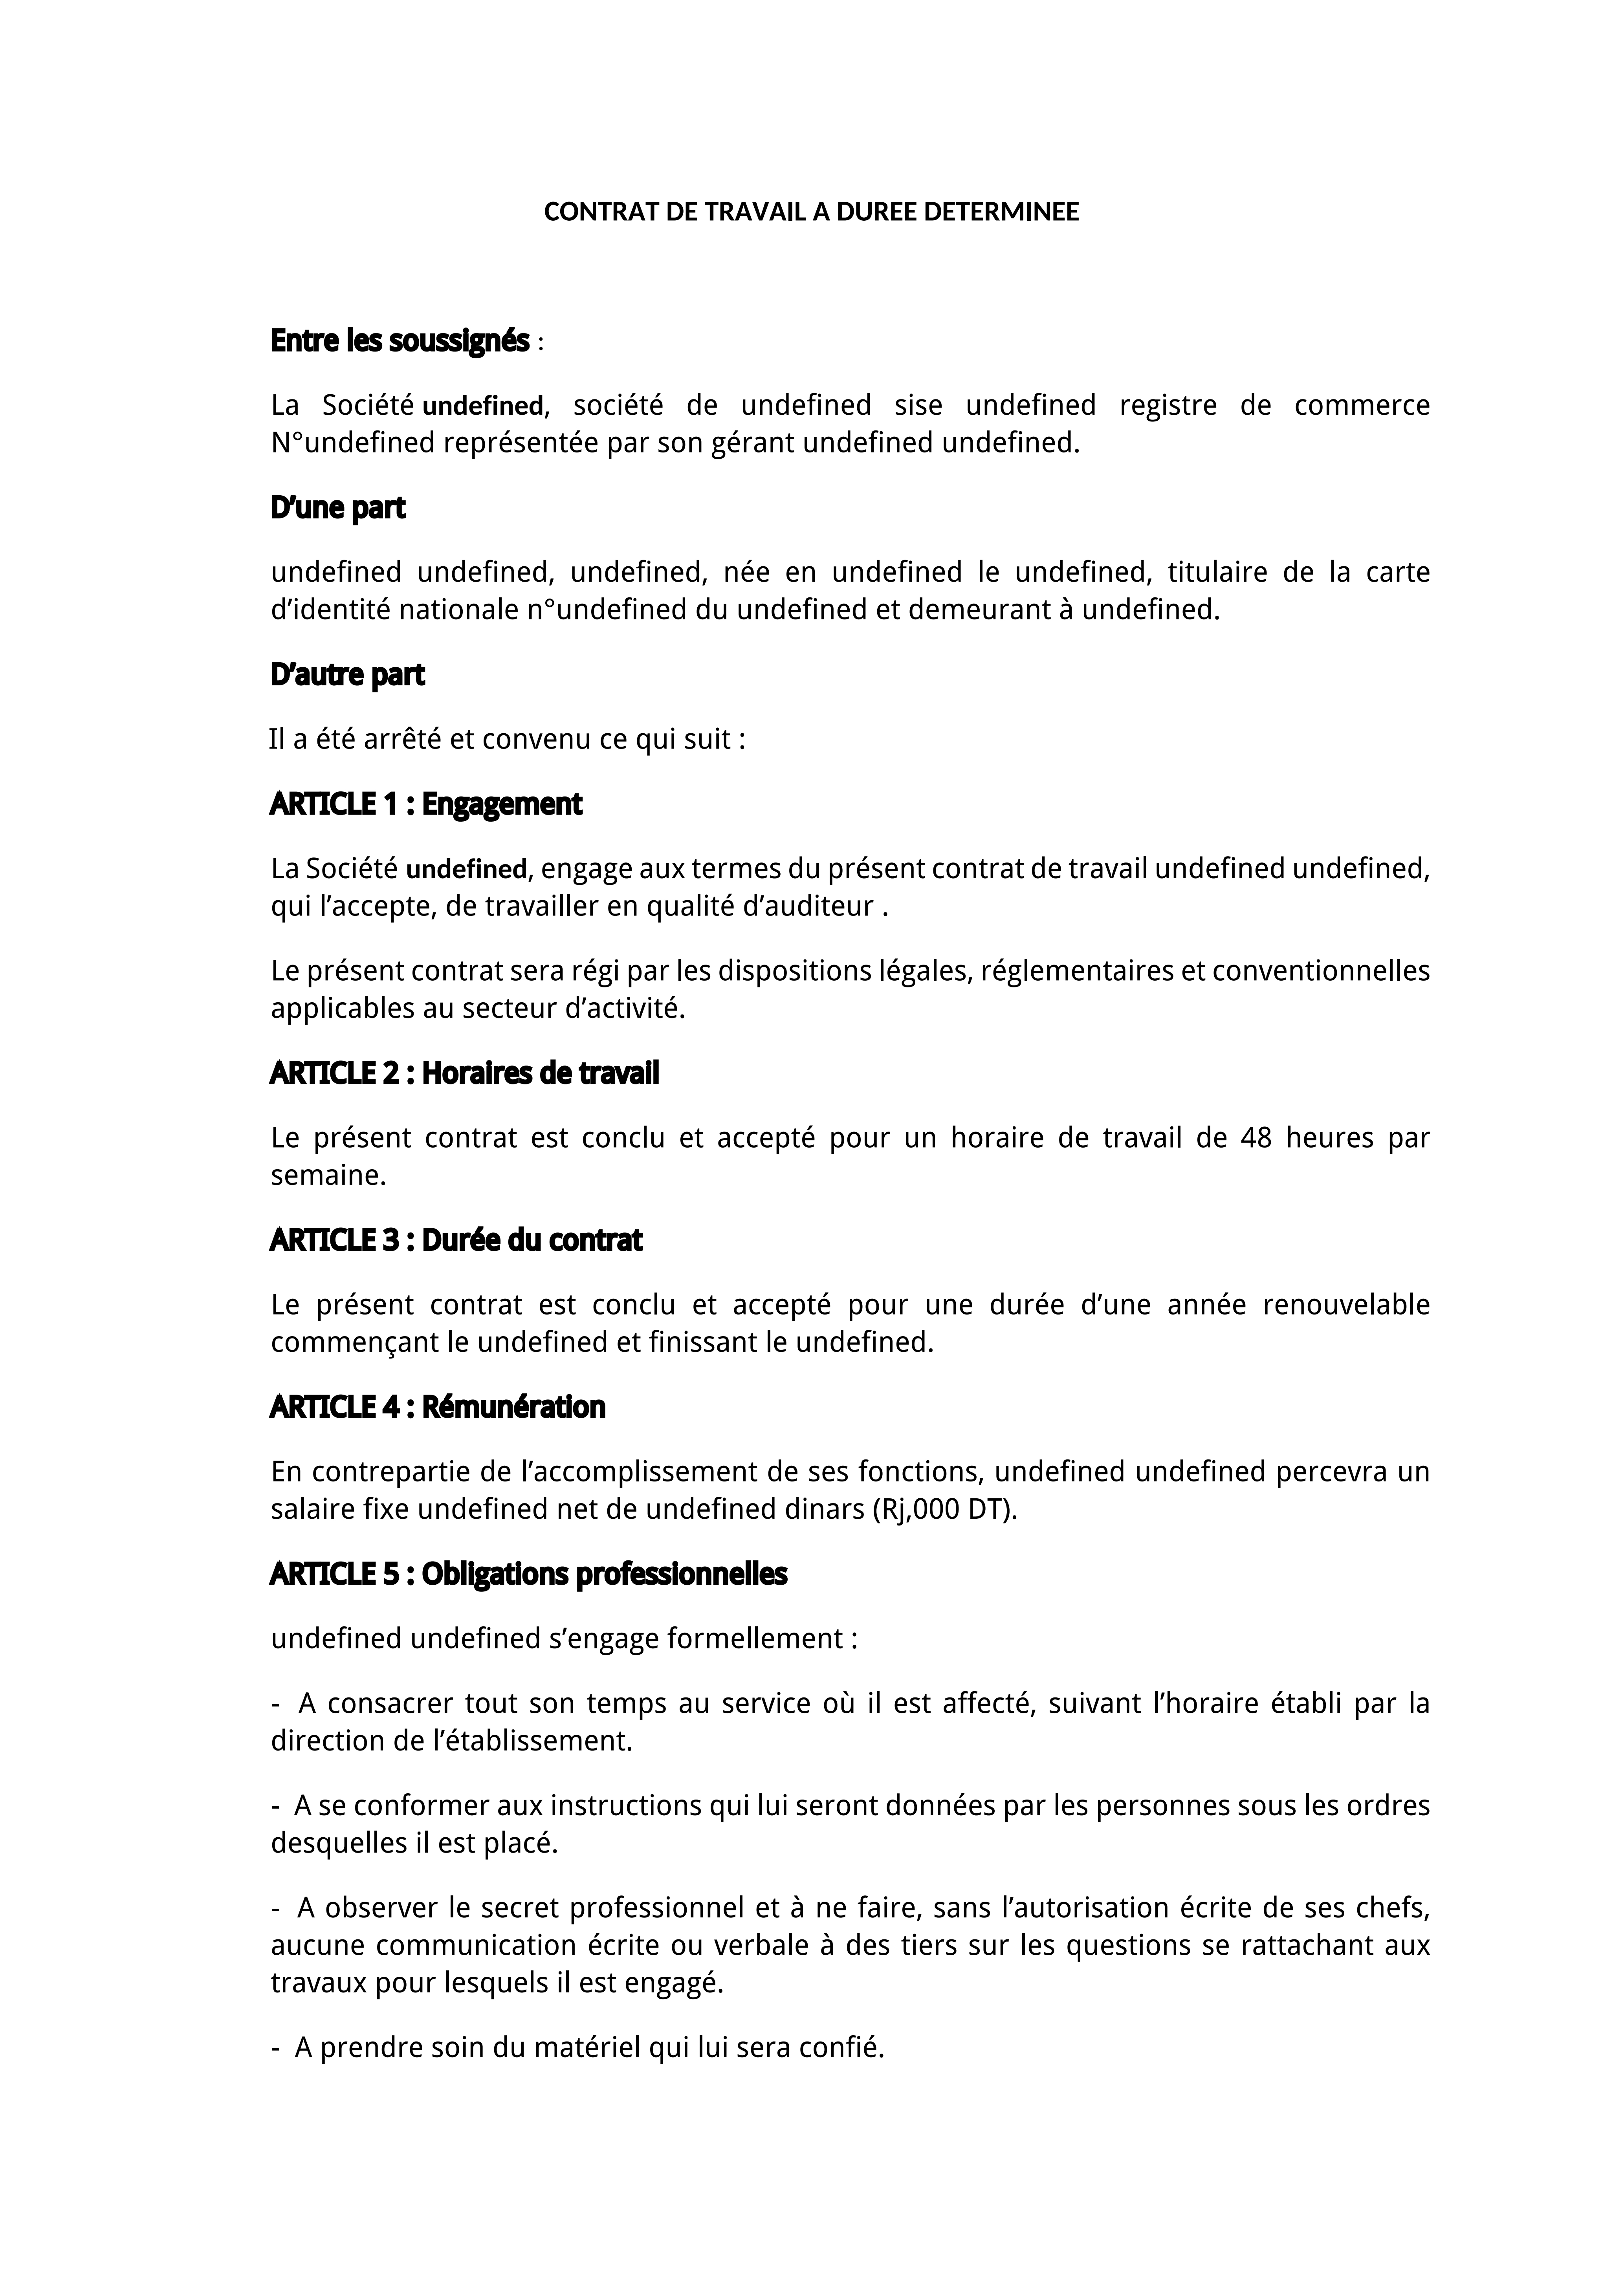 CONTRAT DE TRAVAIL A DUREE DETERMINEE
Entre les soussignés :
La Société undefined, société de undefined sise undefined registre de commerce
N°undefined représentée par son gérant undefined undefined.
D’une part
undefined undefined, undefined, née en undefined le undefined, titulaire de la carte
d’identité nationale n°undefined du undefined et demeurant à undefined.
D’autre part
Il a été arrêté et convenu ce qui suit :
ARTICLE 1 : Engagement
La Société undefined, engage aux termes du présent contrat de travail undefined undefined,
qui l’accepte, de travailler en qualité d’auditeur .
Le présent contrat sera régi par les dispositions légales, réglementaires et conventionnelles
applicables au secteur d’activité.
ARTICLE 2 : Horaires de travail
Le présent contrat est conclu et accepté pour un horaire de travail de 48 heures par
semaine.
ARTICLE 3 : Durée du contrat
Le présent contrat est conclu et accepté pour une durée d’une année renouvelable
commençant le undefined et finissant le undefined.
ARTICLE 4 : Rémunération
En contrepartie de l’accomplissement de ses fonctions, undefined undefined percevra un
salaire fixe undefined net de undefined dinars (Rj,000 DT).
ARTICLE 5 : Obligations professionnelles
undefined undefined s’engage formellement :
- A consacrer tout son temps au service où il est affecté, suivant l’horaire établi par la
direction de l’établissement.
- A se conformer aux instructions qui lui seront données par les personnes sous les ordres
desquelles il est placé.
- A observer le secret professionnel et à ne faire, sans l’autorisation écrite de ses chefs,
aucune communication écrite ou verbale à des tiers sur les questions se rattachant aux
travaux pour lesquels il est engagé.
- A prendre soin du matériel qui lui sera confié.